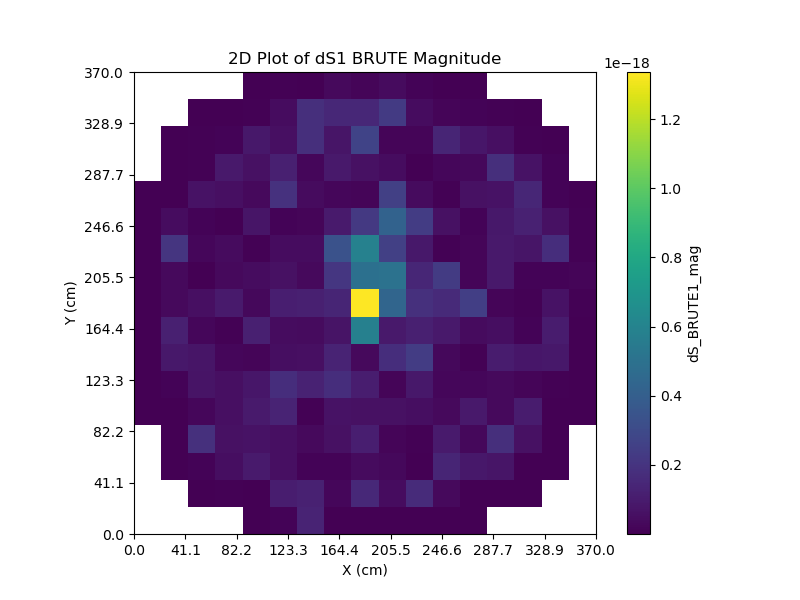 2D Plot of dS1 BRUTE Magnitude
1e−18
370.0
328.9
287.7
246.6
205.5
164.4
123.3
82.2
41.1
0.0
Y (cm)
0.0 41.1 82.2 123.3 164.4 205.5 246.6 287.7 328.9 370.0
X (cm)
1.2
1.0
0.8
0.6
0.4
0.2
dS_BRUTE1_mag